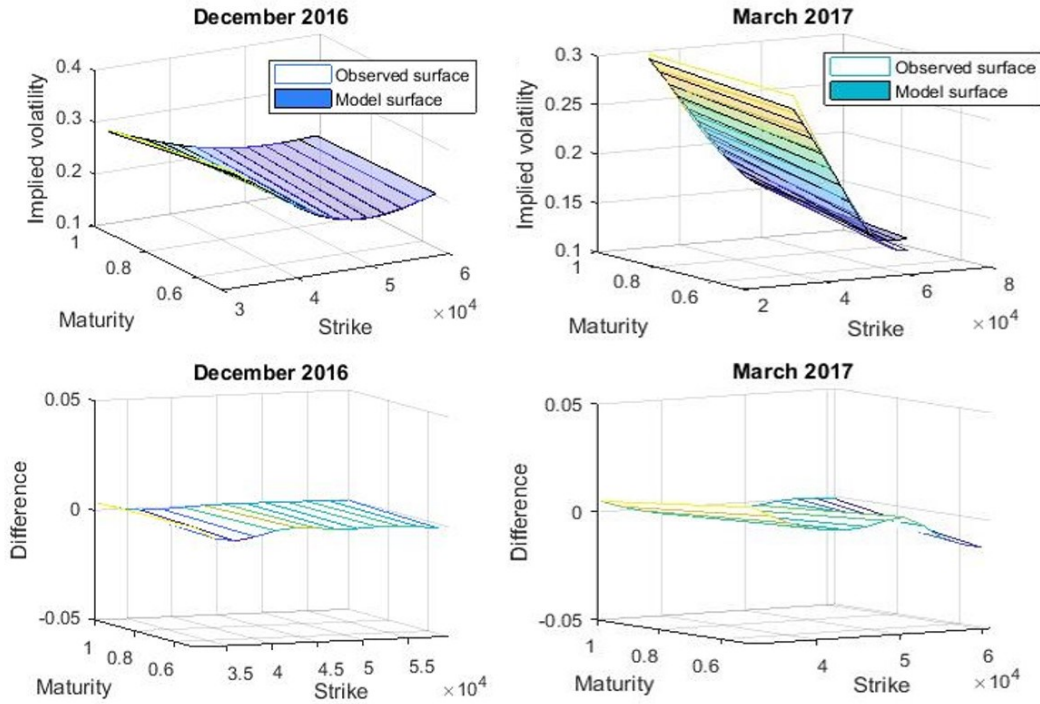 December 2016
0.4
0.3
0.2
0.1
Implied volatility
Observed surface
Model surface
1
0.8
0.6
Maturity
3
4
5
6
× 10⁴
Strike
March 2017
0.3
0.25
0.2
0.15
0.1
Implied volatility
Observed surface
Model surface
1
0.8
0.6
Maturity
2
4
6
8
× 10⁴
Strike
December 2016
0.05
0
-0.05
Difference
1
0.8
0.6
Maturity
3.5
4
4.5
5
5.5
× 10⁴
Strike
March 2017
0.05
0
-0.05
Difference
1
0.8
0.6
Maturity
4
5
6
× 10⁴
Strike